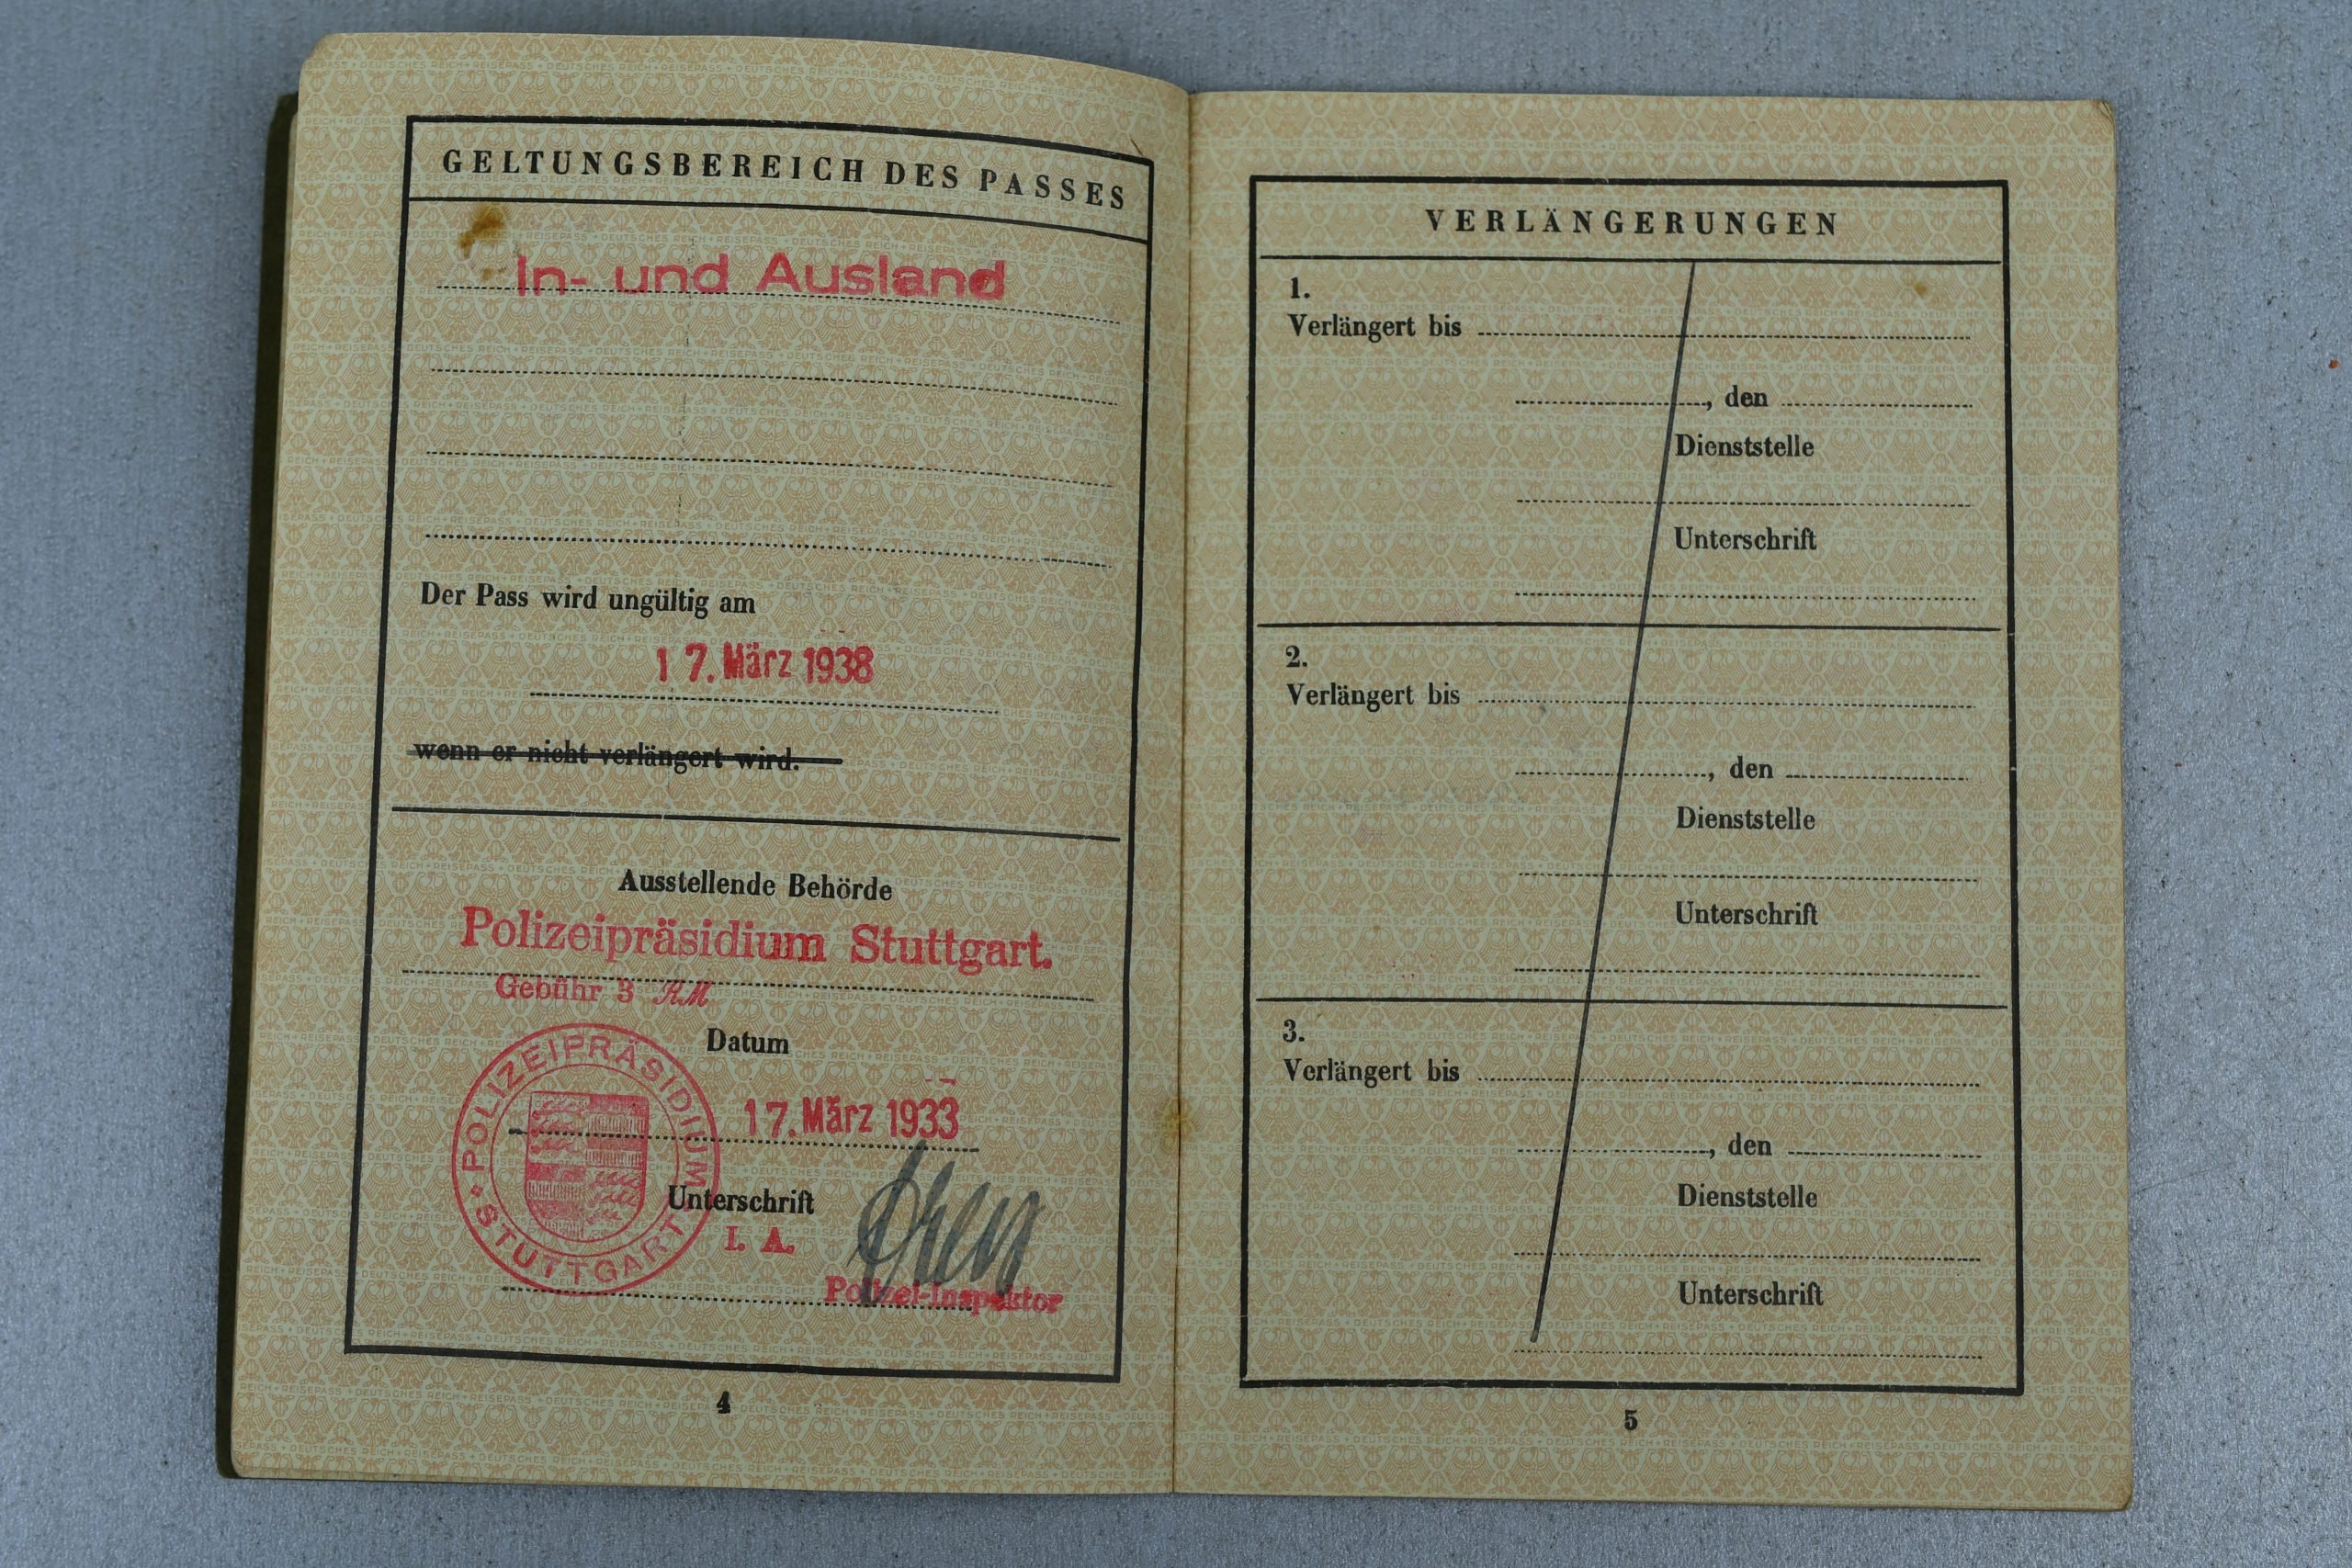 GELTUNGSBEREICH DES PASSES
In- und Ausland
Der Pass wird ungültig am
17. März 1938
wenn er nicht verlängert wird.
Ausstellende Behörde
Polizeipräsidium Stuttgart.
Gebühr 3 RM
Datum
17. März 1933
POLIZEIPRÄSIDIUM
STUTTGART
Unterschrift
I. A.
Polizei-Inspektor
4
VERLÄNGERUNGEN
1.
Verlängert bis
, den
Dienststelle
Unterschrift
2.
Verlängert bis
, den
Dienststelle
Unterschrift
3.
Verlängert bis
, den
Dienststelle
Unterschrift
5